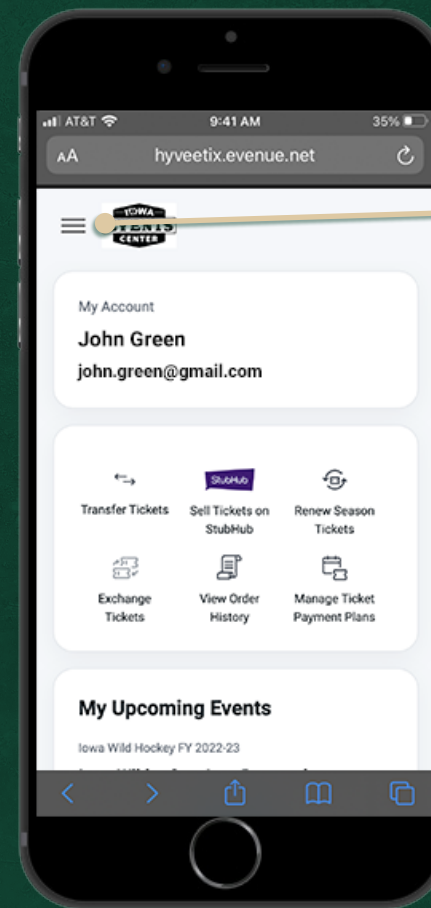 AT&T 9:41 AM 35%
AA hyveetix.evenue.net
IOWA
EVENTS
CENTER
My Account
John Green
john.green@gmail.com
Transfer Tickets
StubHub
Sell Tickets on
StubHub
Renew Season
Tickets
Exchange
Tickets
View Order
History
Manage Ticket
Payment Plans
My Upcoming Events
Iowa Wild Hockey FY 2022-23